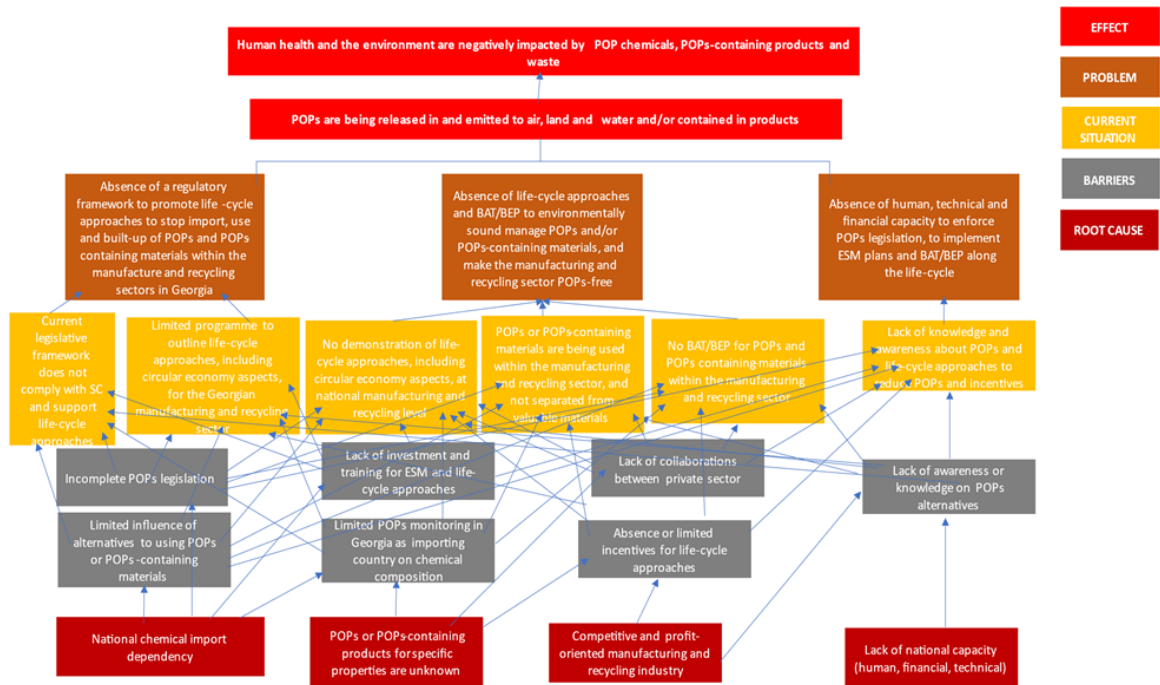 Human health and the environment are negatively impacted by POP chemicals, POPs-containing products and
waste
EFFECT
PROBLEM
POPs are being released in and emitted to air, land and water and/or contained in products
CURRENT
SITUATION
BARRIERS
ROOT CAUSE
Absence of a regulatory
framework to promote life -cycle
approaches to stop import, use
and built-up of POPs and POPs-
containing materials within the
manufacture and recycling
sectors in Georgia
Absence of life-cycle approaches
and BAT/BEP to environmentally
sound manage POPs and/or
POPs-containing materials, and
make the manufacturing and
recycling sector POPs-free
Absence of human, technical and
financial capacity to enforce
POPs legislation, to implement
ESM plans and BAT/BEP along
the life-cycle
Current
legislative
framework
does not
comply with SC
and support
life-cycle
approaches
Limited programme to
outline life-cycle
approaches, including
circular economy aspects,
for the Georgian
manufacturing and recycling
sector
No demonstration of life-
cycle approaches, including
circular economy aspects, at
national manufacturing and
recycling level
POPs or POPs-containing
materials are being used
within the manufacturing
and recycling sector, and
not separated from
valuable materials
No BAT/BEP for POPs and
POPs containing-materials
within the manufacturing
and recycling sector
Lack of knowledge and
awareness about POPs and
life-cycle approaches to
reduce POPs and incentives
Incomplete POPs legislation
Lack of investment and
training for ESM and life-
cycle approaches
Lack of collaborations
between private sector
Lack of awareness or
knowledge on POPs
alternatives
Limited influence of
alternatives to using POPs
or POPs -containing
materials
Limited POPs monitoring in
Georgia as importing
country on chemical
composition
Absence or limited
incentives for life-cycle
approaches
National chemical import
dependency
POPs or POPs-containing
products for specific
properties are unknown
Competitive and profit-
oriented manufacturing and
recycling industry
Lack of national capacity
(human, financial, technical)